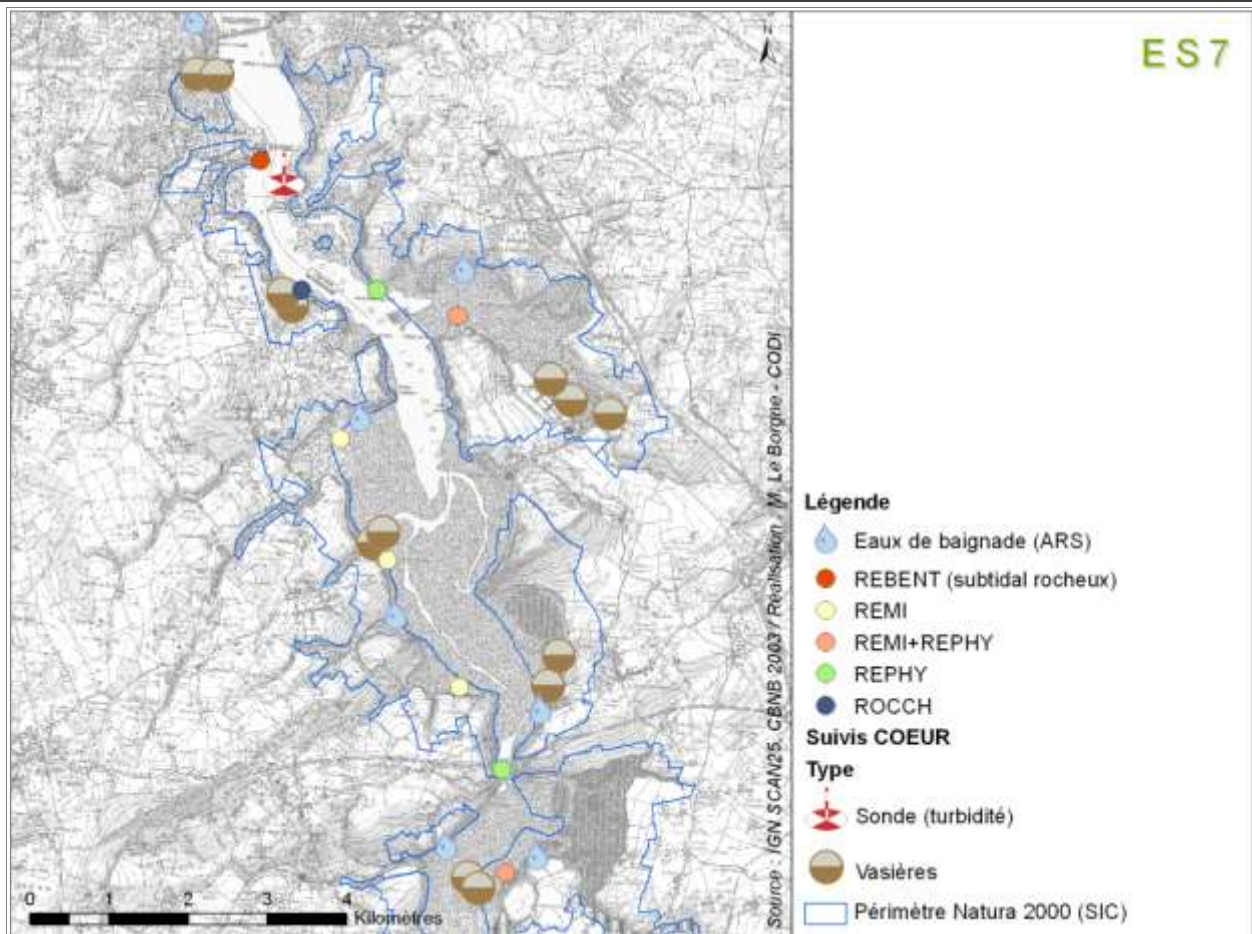 N
E S 7
Source : IGN SCAN25, CBNB 2003 / Réalisation : M. Le Borgne - CODI
Légende
Eaux de baignade (ARS)
REBENT (subtidal rocheux)
REMI
REMI+REPHY
REPHY
ROCCH
Suivis COEUR
Type
Sonde (turbidité)
Vasières
Périmètre Natura 2000 (SIC)
0 1 2 3 4
Kilomètres